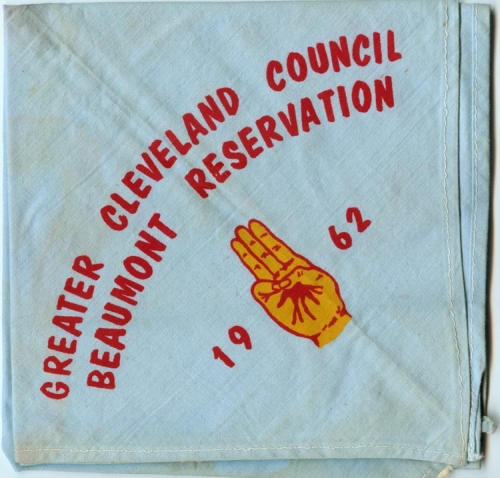 GREATER CLEVELAND COUNCIL
BEAUMONT RESERVATION
19 62